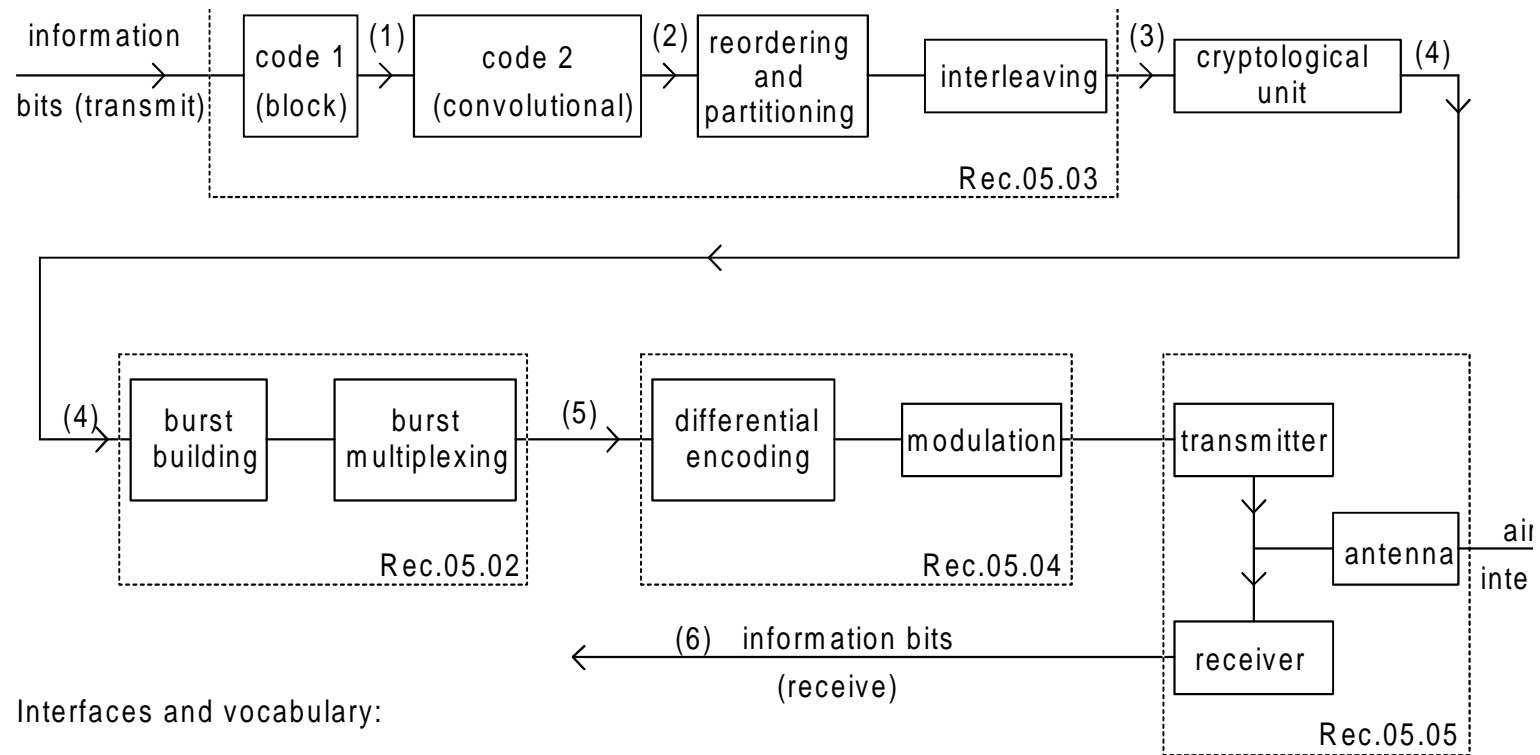 information
bits (transmit)
code 1
(block)
(1)
code 2
(convolutional)
(2)
reordering
and
partitioning
interleaving
(3)
cryptological
unit
(4)
Rec.05.03
(4)
burst
building
burst
multiplexing
(5)
differential
encoding
modulation
transmitter
antenna
air
inte
Rec.05.02
Rec.05.04
(6) information bits
(receive)
receiver
Rec.05.05
Interfaces and vocabulary: